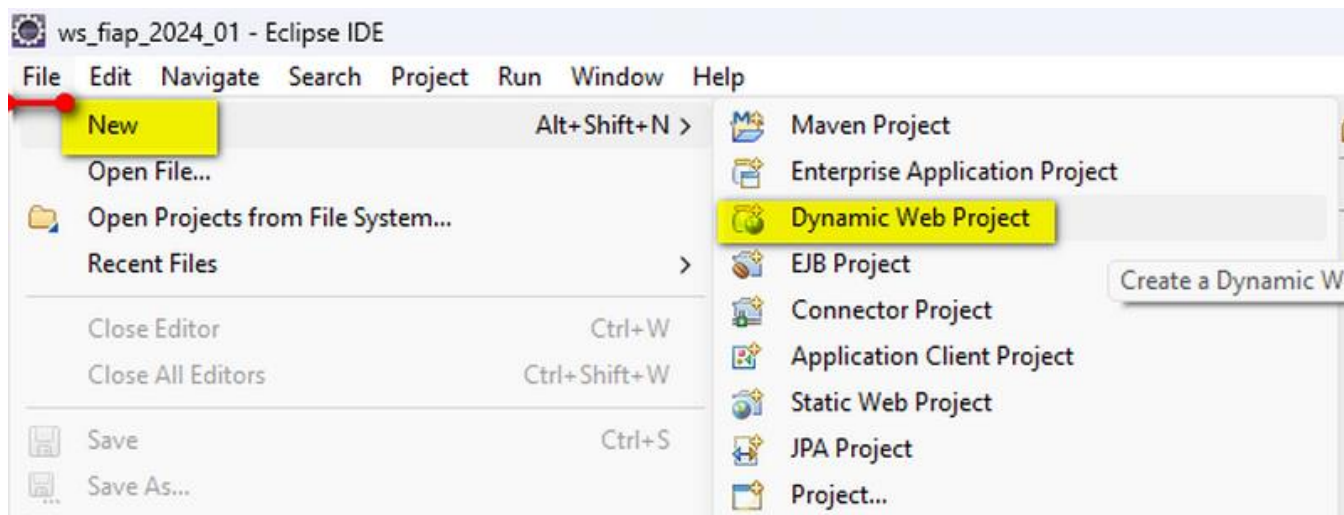 ws_fiap_2024_01 - Eclipse IDE
File Edit Navigate Search Project Run Window Help
New Alt+Shift+N >
Open File...
Open Projects from File System...
Recent Files >
Close Editor Ctrl+W
Close All Editors Ctrl+Shift+W
Save Ctrl+S
Save As...
Maven Project
Enterprise Application Project
Dynamic Web Project
EJB Project
Create a Dynamic W
Connector Project
Application Client Project
Static Web Project
JPA Project
Project...